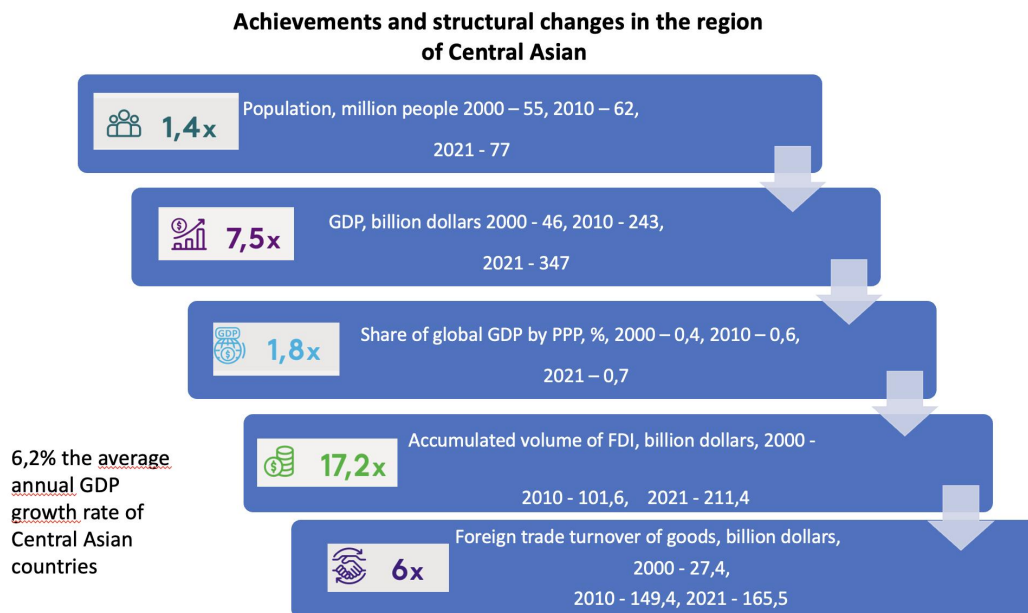 Achievements and structural changes in the region
of Central Asian
1,4x
Population, million people 2000 – 55, 2010 – 62,
2021 - 77
7,5x
GDP, billion dollars 2000 - 46, 2010 - 243,
2021 - 347
GDP
1,8x
Share of global GDP by PPP, %, 2000 – 0,4, 2010 – 0,6,
2021 – 0,7
17,2x
Accumulated volume of FDI, billion dollars, 2000 -
2010 - 101,6, 2021 - 211,4
6x
Foreign trade turnover of goods, billion dollars,
2000 - 27,4,
2010 - 149,4, 2021 - 165,5
6,2% the average
annual GDP
growth rate of
Central Asian
countries